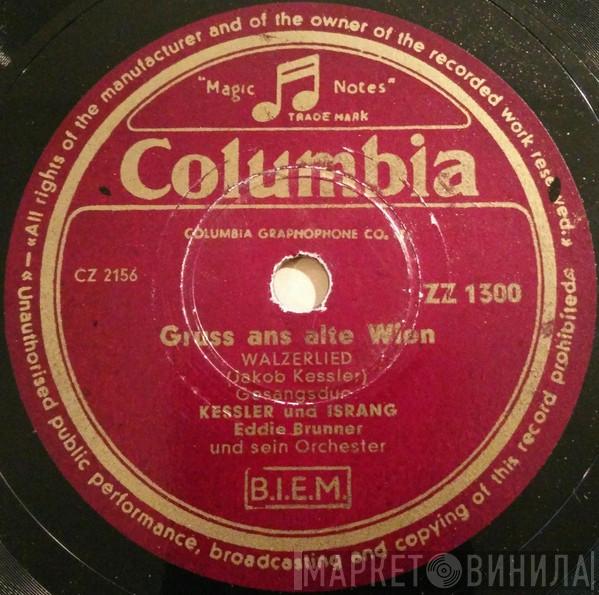 «All rights of the manufacturer and of the owner of the recorded work reserved.»
— «Unauthorised public performance, broadcasting and copying of this record prohibited»
"Magic Notes"
TRADE MARK
Columbia
COLUMBIA GRAPHOPHONE CO.
CZ 2156
ZZ 1300
Gruss ans alte Wien
WALZERLIED
(Jakob Kessler)
Gesangsduo
KESSLER und ISRANG
Eddie Brunner
und sein Orchester
B.I.E.M.
МАРКЕТ ВИНИЛА